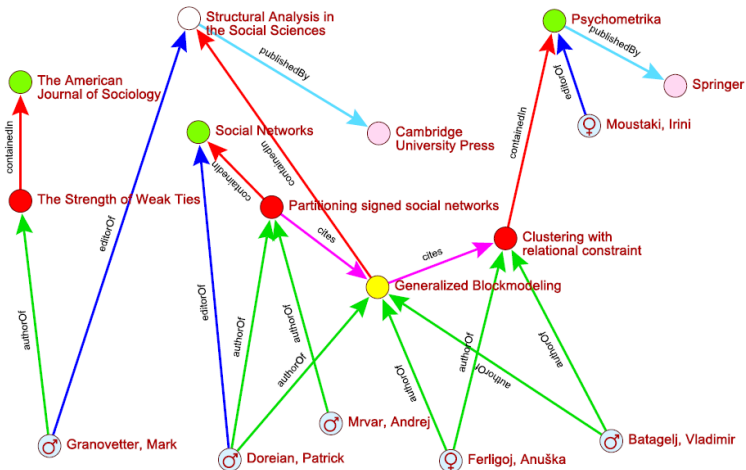 Structural Analysis in
the Social Sciences
Psychometrika
publishedBy
publishedBy
The American
Journal of Sociology
Springer
editorOf
Moustaki, Irini
Social Networks
Cambridge
University Press
containedIn
containedIn
containedIn
containedIn
The Strength of Weak Ties
Partitioning signed social networks
editorOf
cites
cites
Clustering with
relational constraint
Generalized Blockmodeling
editorOf
authorOf
authorOf
authorOf
authorOf
authorOf
authorOf
authorOf
authorOf
Mrvar, Andrej
Granovetter, Mark
Doreian, Patrick
Ferligoj, Anuška
Batagelj, Vladimir